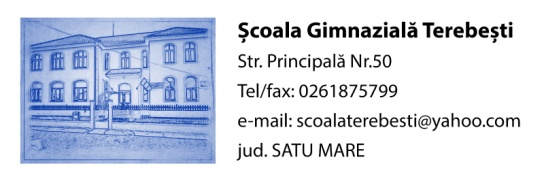 Școala Gimnazială Terebești
Str. Principală Nr.50
Tel/fax: 0261875799
e-mail: scoalaterebesti@yahoo.com
jud. SATU MARE